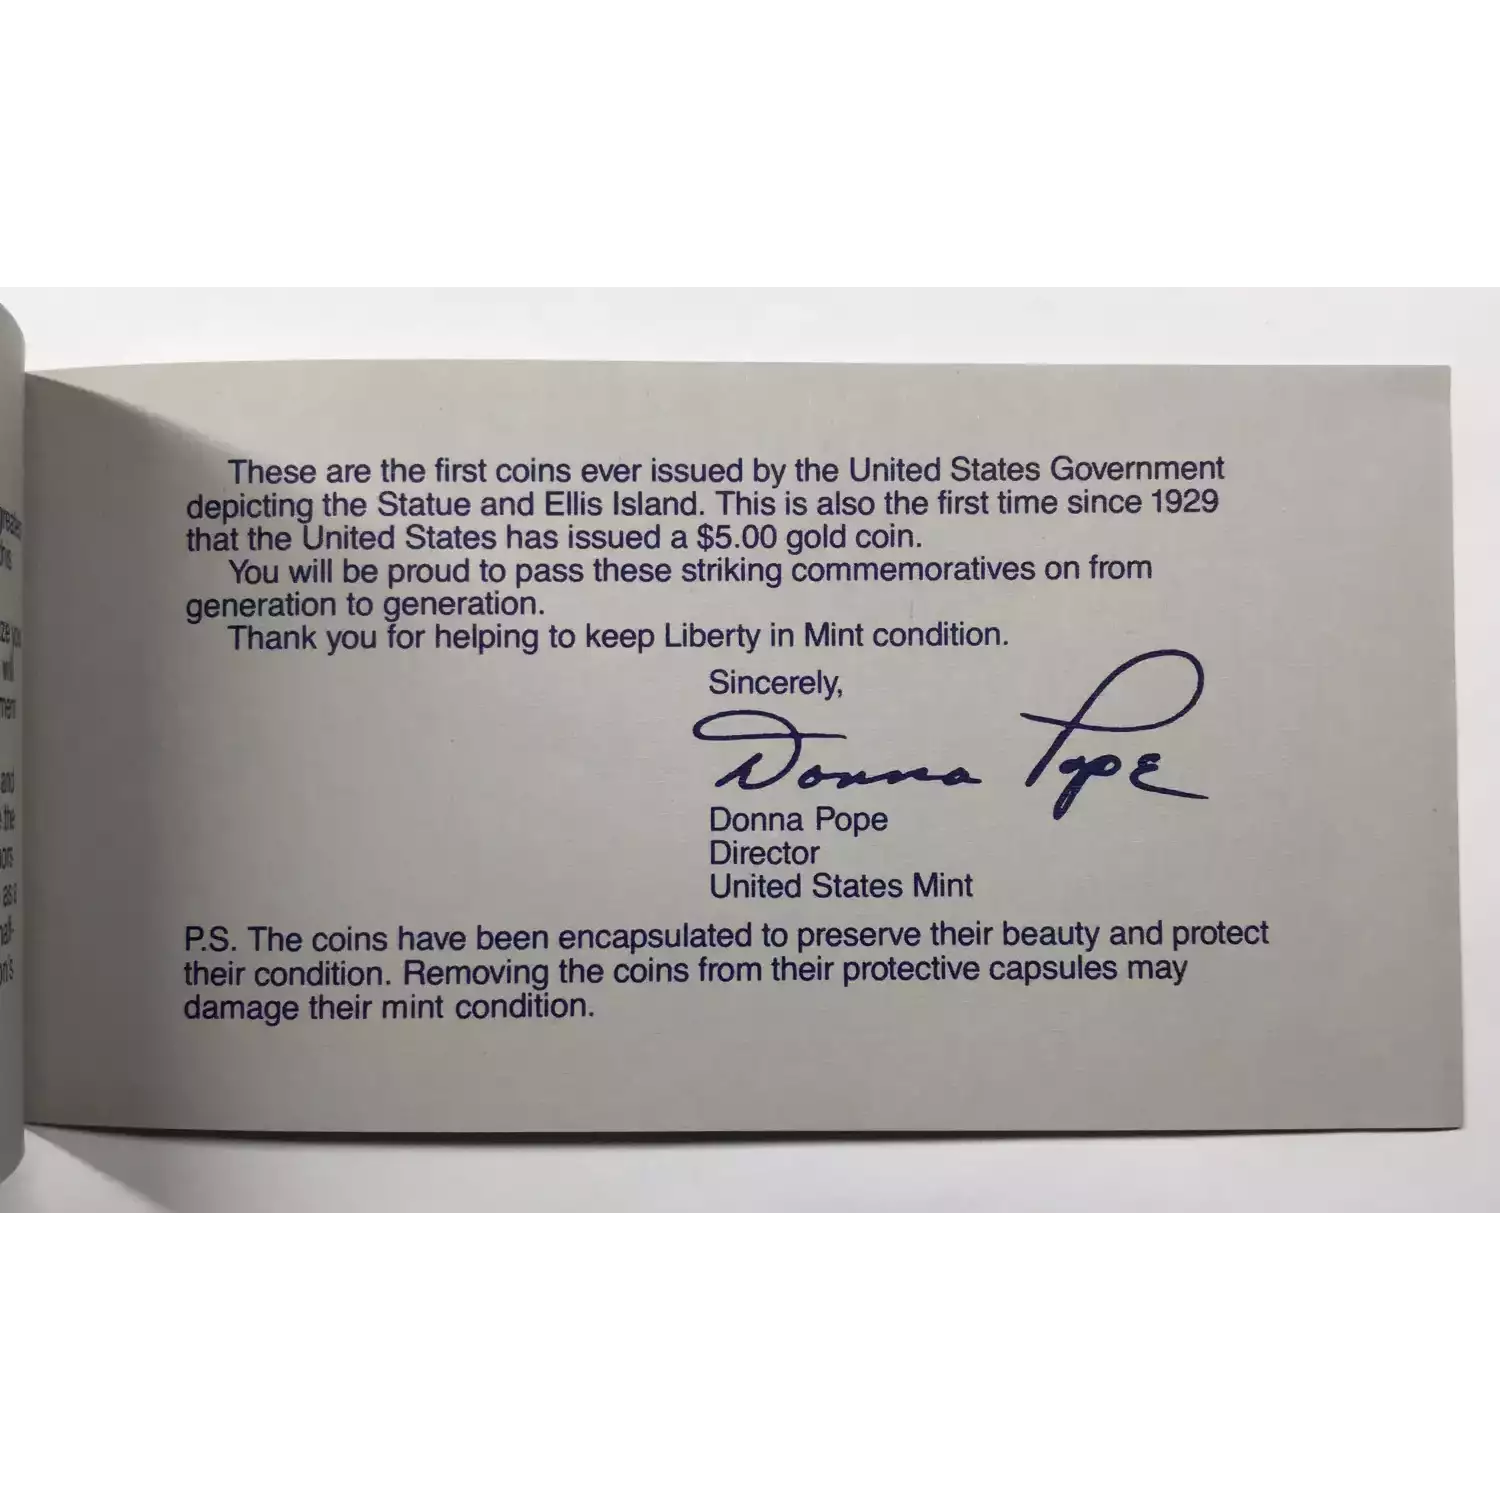 These are the first coins ever issued by the United States Government
depicting the Statue and Ellis Island. This is also the first time since 1929
that the United States has issued a $5.00 gold coin.
You will be proud to pass these striking commemoratives on from
generation to generation.
Thank you for helping to keep Liberty in Mint condition.
Sincerely,
Donna Pope
Donna Pope
Director
United States Mint
P.S. The coins have been encapsulated to preserve their beauty and protect
their condition. Removing the coins from their protective capsules may
damage their mint condition.